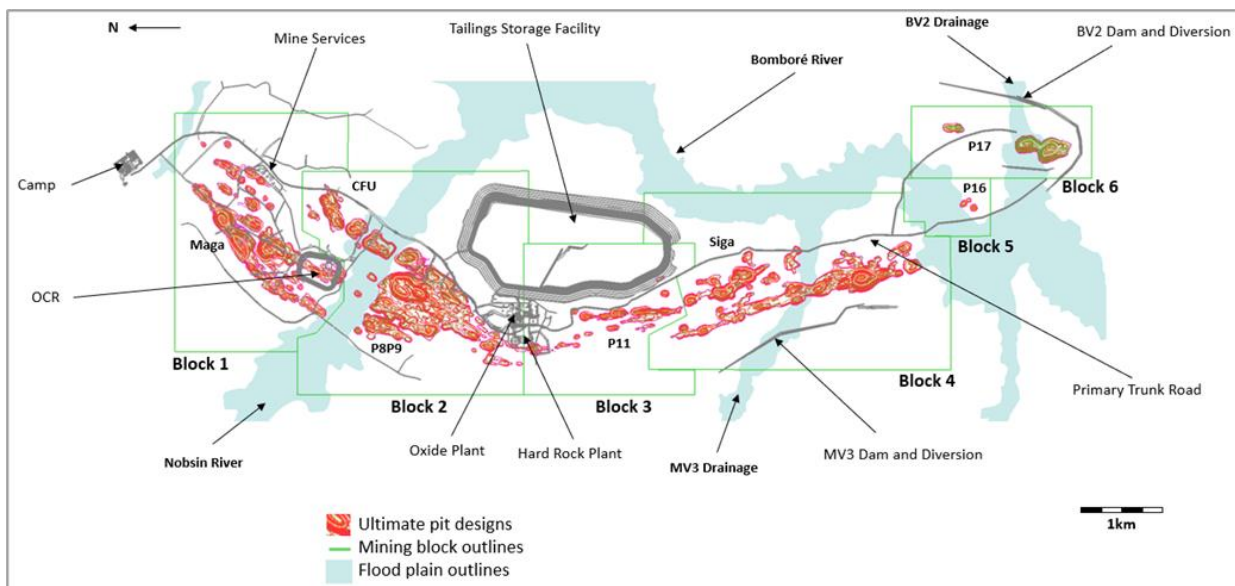 N
Mine Services
Tailings Storage Facility
Bomboré River
BV2 Drainage
BV2 Dam and Diversion
Camp
CFU
P17
P16
Block 6
Maga
Siga
Block 5
OCR
P8P9
P11
Block 1
Block 2
Block 3
Block 4
Primary Trunk Road
Nobsin River
Oxide Plant
Hard Rock Plant
MV3 Drainage
MV3 Dam and Diversion
Ultimate pit designs
Mining block outlines
Flood plain outlines
1km